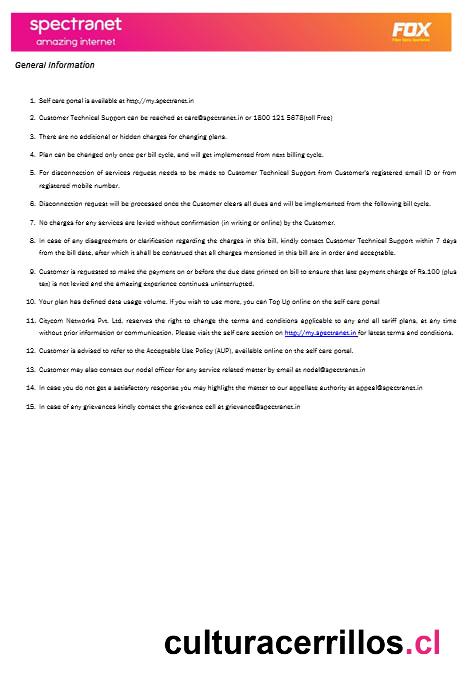 spectranet
amazing internet
FOX
General Information
1. Self care portal is available at http://my.spectranet.in
2. Customer Technical Support can be reached at care@spectranet.in or 1800 121 5678(toll Free)
3. There are no additional or hidden charges for changing plans.
4. Plan can be changed only once per bill cycle, and will get implemented from next billing cycle.
5. For disconnection of services request needs to be made to Customer Technical Support from Customer's registered email ID or from
registered mobile number.
6. Disconnection request will be processed once the Customer clears all dues and will be implemented from the following bill cycle.
7. No charges for any services are levied without confirmation (in writing or online) by the Customer.
8. In case of any disagreement or clarification regarding the charges in this bill, kindly contact Customer Technical Support within 7 days
from the bill date, after which it shall be construed that all charges mentioned in this bill are in order and acceptable.
9. Customer is requested to make the payment on or before the due date printed on bill to ensure that late payment charge of Rs.100 (plus
tax) is not levied and the amazing experience continues uninterrupted.
10. Your plan has defined data usage volume. If you wish to use more, you can Top Up online on the self care portal
11. Citycom Networks Pvt. Ltd. reserves the right to change the terms and conditions applicable to any and all tariff plans, at any time
without prior information or communication. Please visit the self care section on http://my.spectranet.in for latest terms and conditions.
12. Customer is advised to refer to the Acceptable Use Policy (AUP), available online on the self care portal.
13. Customer may also contact our nodal officer for any service related matter by email at nodal@spectranet.in
14. In case you do not get a satisfactory response you may highlight the matter to our appellate authority at appeal@spectranet.in
15. In case of any grievances kindly contact the grievance cell at grievance@spectranet.in
culturacerrillos.cl